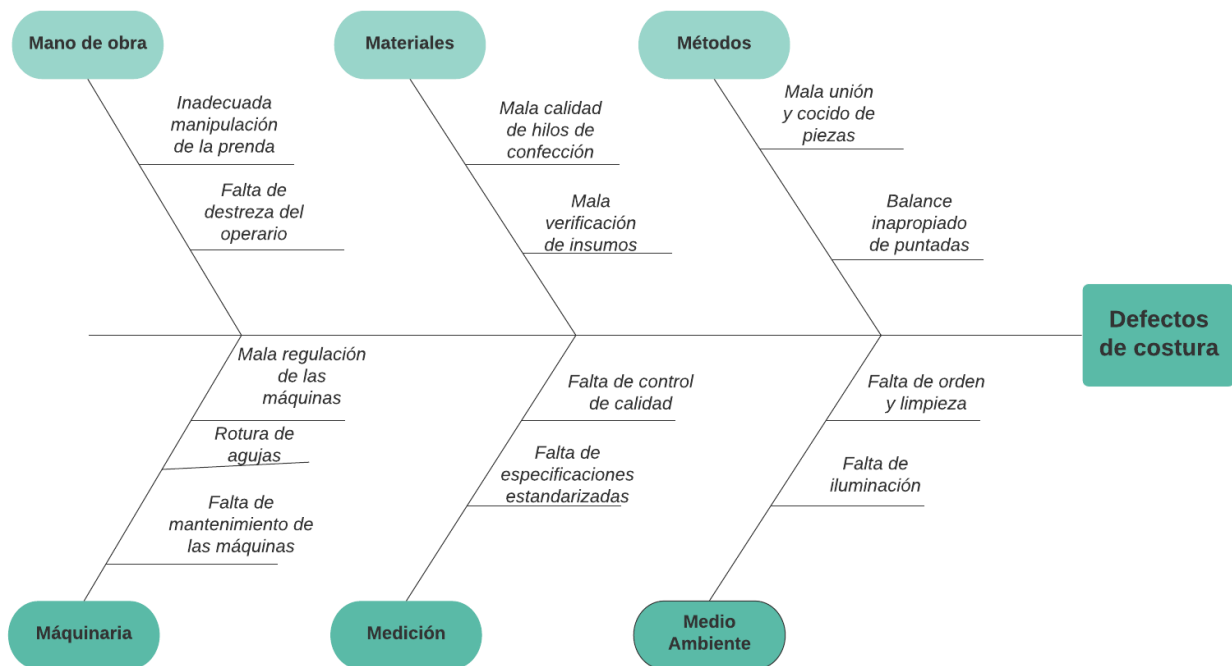 Mano de obra
Materiales
Métodos
Inadecuada
manipulación
de la prenda
Falta de
destreza del
operario
Mala calidad
de hilos de
confección
Mala
verificación
de insumos
Mala unión
y cocido de
piezas
Balance
inapropiado
de puntadas
Defectos
de costura
Mala regulación
de las
máquinas
Rotura de
agujas
Falta de
mantenimiento de
las máquinas
Falta de control
de calidad
Falta de
especificaciones
estandarizadas
Falta de orden
y limpieza
Falta de
iluminación
Máquinaria
Medición
Medio
Ambiente